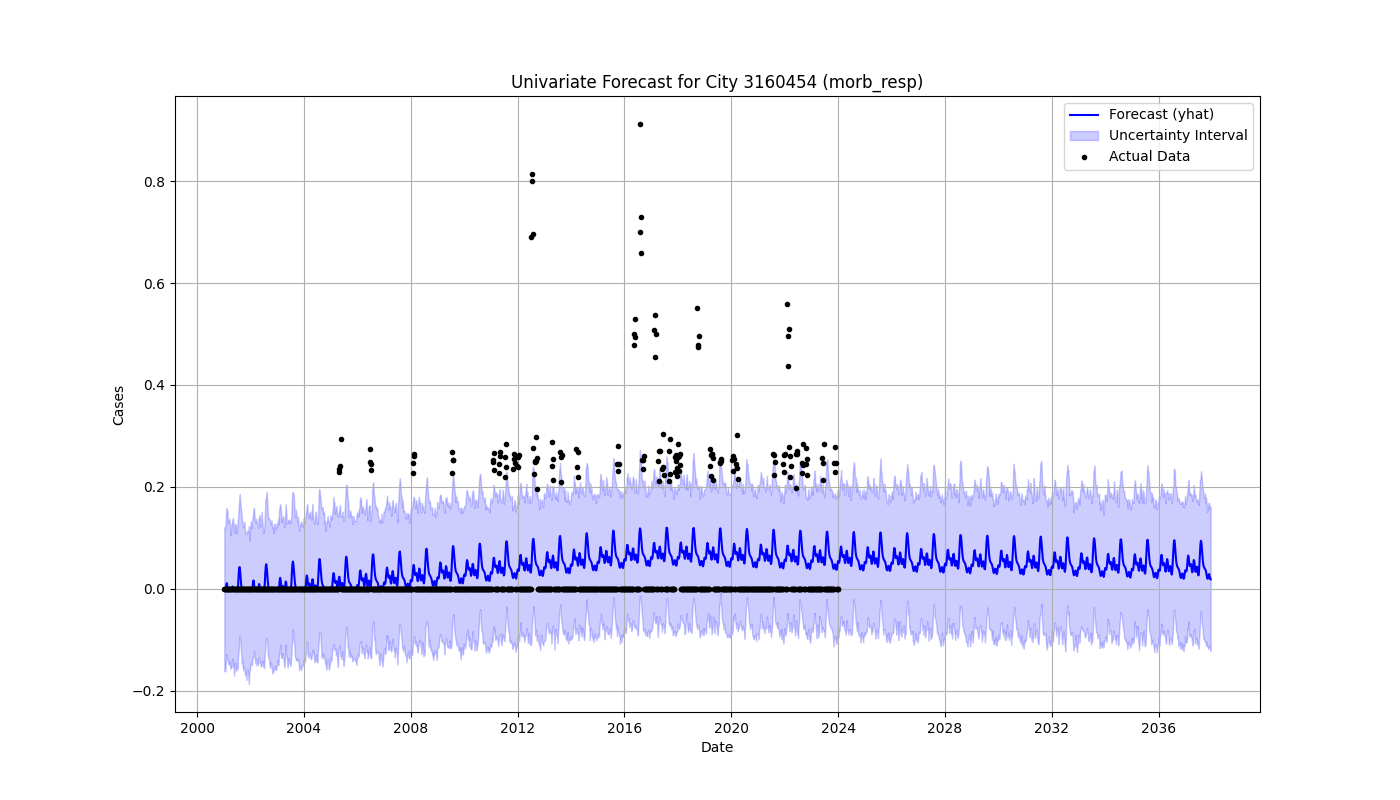 Univariate Forecast for City 3160454 (morb_resp)
Forecast (yhat)
Uncertainty Interval
Actual Data
Cases
0.8
0.6
0.4
0.2
0.0
−0.2
2000 2004 2008 2012 2016 2020 2024 2028 2032 2036
Date